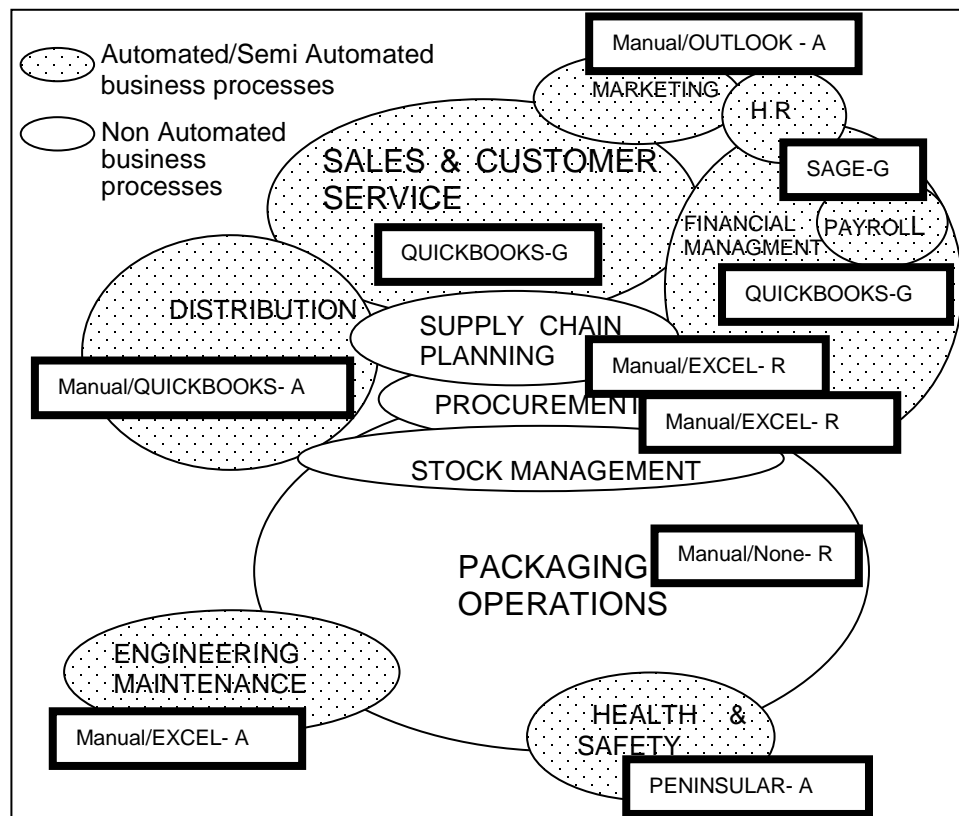 Automated/Semi Automated
business processes
Non Automated
business
processes
Manual/OUTLOOK - A
MARKETING
H R
SALES & CUSTOMER
SERVICE
SAGE-G
FINANCIAL
MANAGMENT
PAYROLL
QUICKBOOKS-G
QUICKBOOKS-G
DISTRIBUTION
SUPPLY CHAIN
PLANNING
Manual/EXCEL- R
Manual/QUICKBOOKS- A
PROCUREMENT
Manual/EXCEL- R
STOCK MANAGEMENT
Manual/None- R
PACKAGING
OPERATIONS
ENGINEERING
MAINTENANCE
Manual/EXCEL- A
HEALTH &
SAFETY
PENINSULAR- A